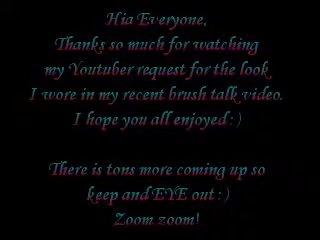 Hia Everyone,
Thanks so much for watching
my Youtuber request for the look
I wore in my recent brush talk video.
I hope you all enjoyed : )
There is tons more coming up so
keep and EYE out : )
Zoom zoom!